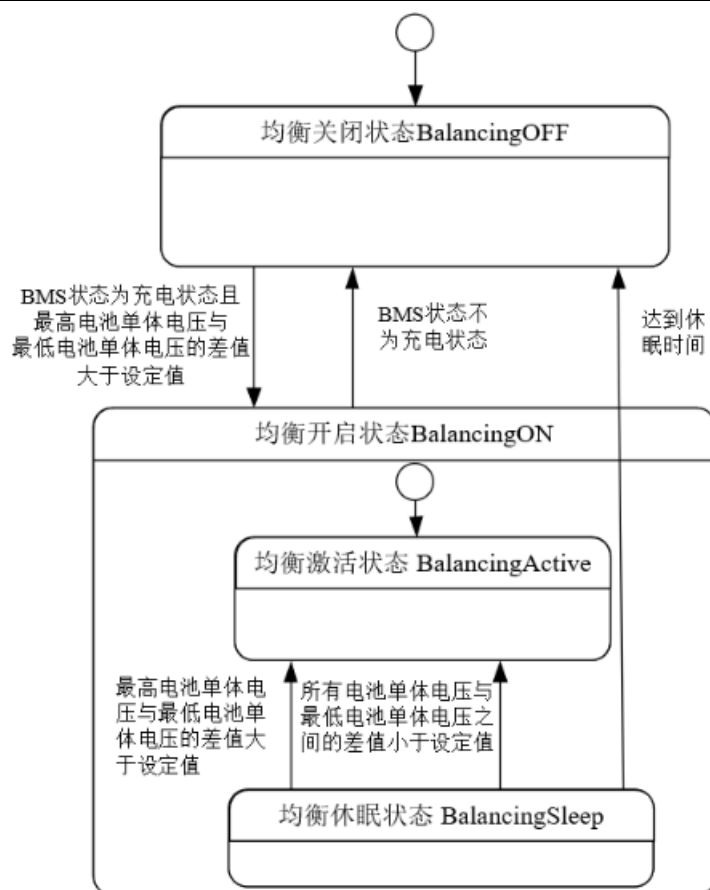 均衡关闭状态BalancingOFF
BMS状态为充电状态且
最高电池单体电压与
最低电池单体电压的差值
大于设定值
BMS状态不
为充电状态
达到休
眠时间
均衡开启状态BalancingON
均衡激活状态 BalancingActive
最高电池单体电
压与最低电池单
体电压的差值大
于设定值
所有电池单体电压与
最低电池单体电压之
间的差值小于设定值
均衡休眠状态 BalancingSleep